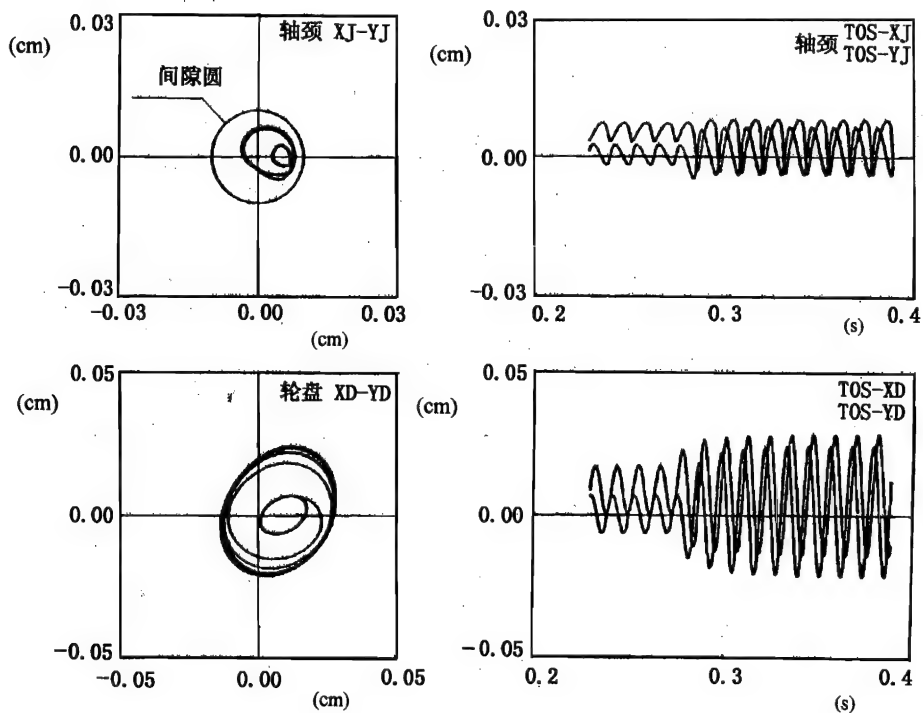 0.03
(cm)
轴颈 XJ-YJ
间隙圆
0.00
-0.03
-0.03
0.00
0.03
(cm)
0.03
(cm)
轴颈
TOS-XJ
TOS-YJ
0.00
-0.03
0.2
0.3
(s)
0.4
0.05
(cm)
轮盘 XD-YD
0.00
-0.05
-0.05
0.00
0.05
(cm)
0.05
(cm)
TOS-XD
TOS-YD
0.00
-0.05
0.2
0.3
0.4
(s)